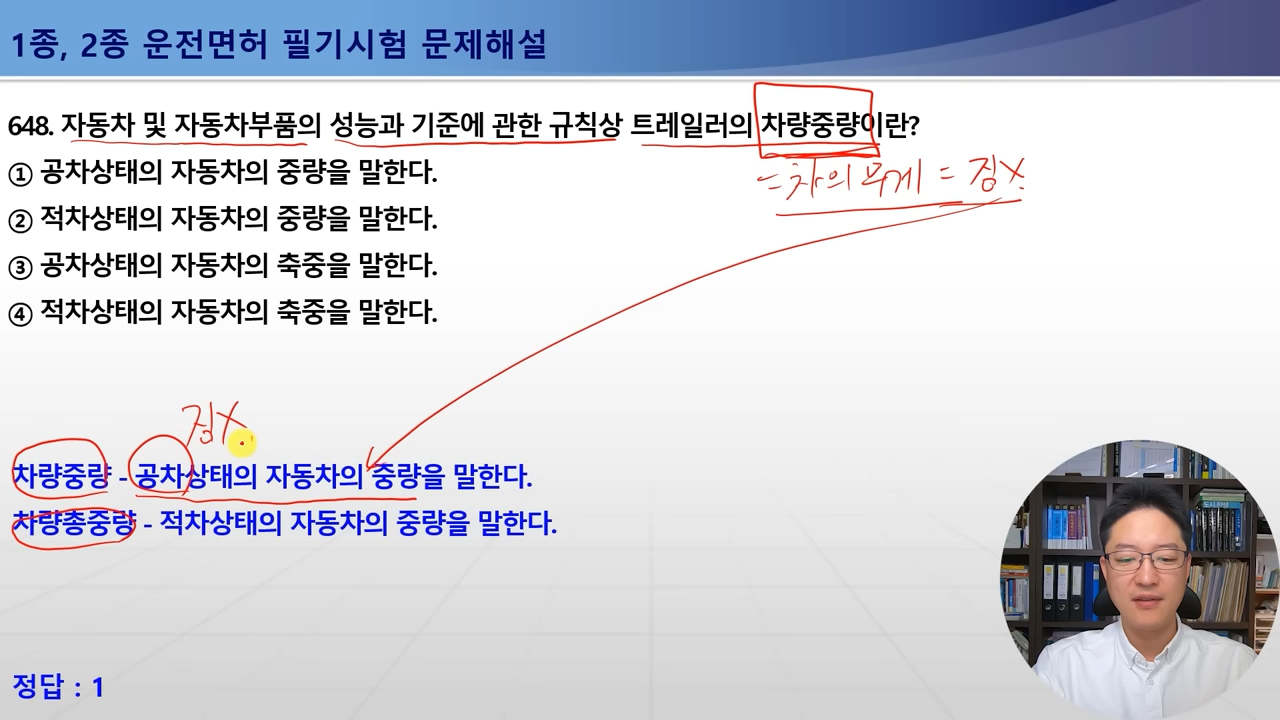 1종, 2종 운전면허 필기시험 문제해설
648. 자동차 및 자동차부품의 성능과 기준에 관한 규칙상 트레일러의 차량중량이란?
① 공차상태의 자동차의 중량을 말한다.
= 차의 무게 = 짐X
② 적차상태의 자동차의 중량을 말한다.
③ 공차상태의 자동차의 축중을 말한다.
④ 적차상태의 자동차의 축중을 말한다.
짐X
차량중량 - 공차상태의 자동차의 중량을 말한다.
차량총중량 - 적차상태의 자동차의 중량을 말한다.
정답 : 1